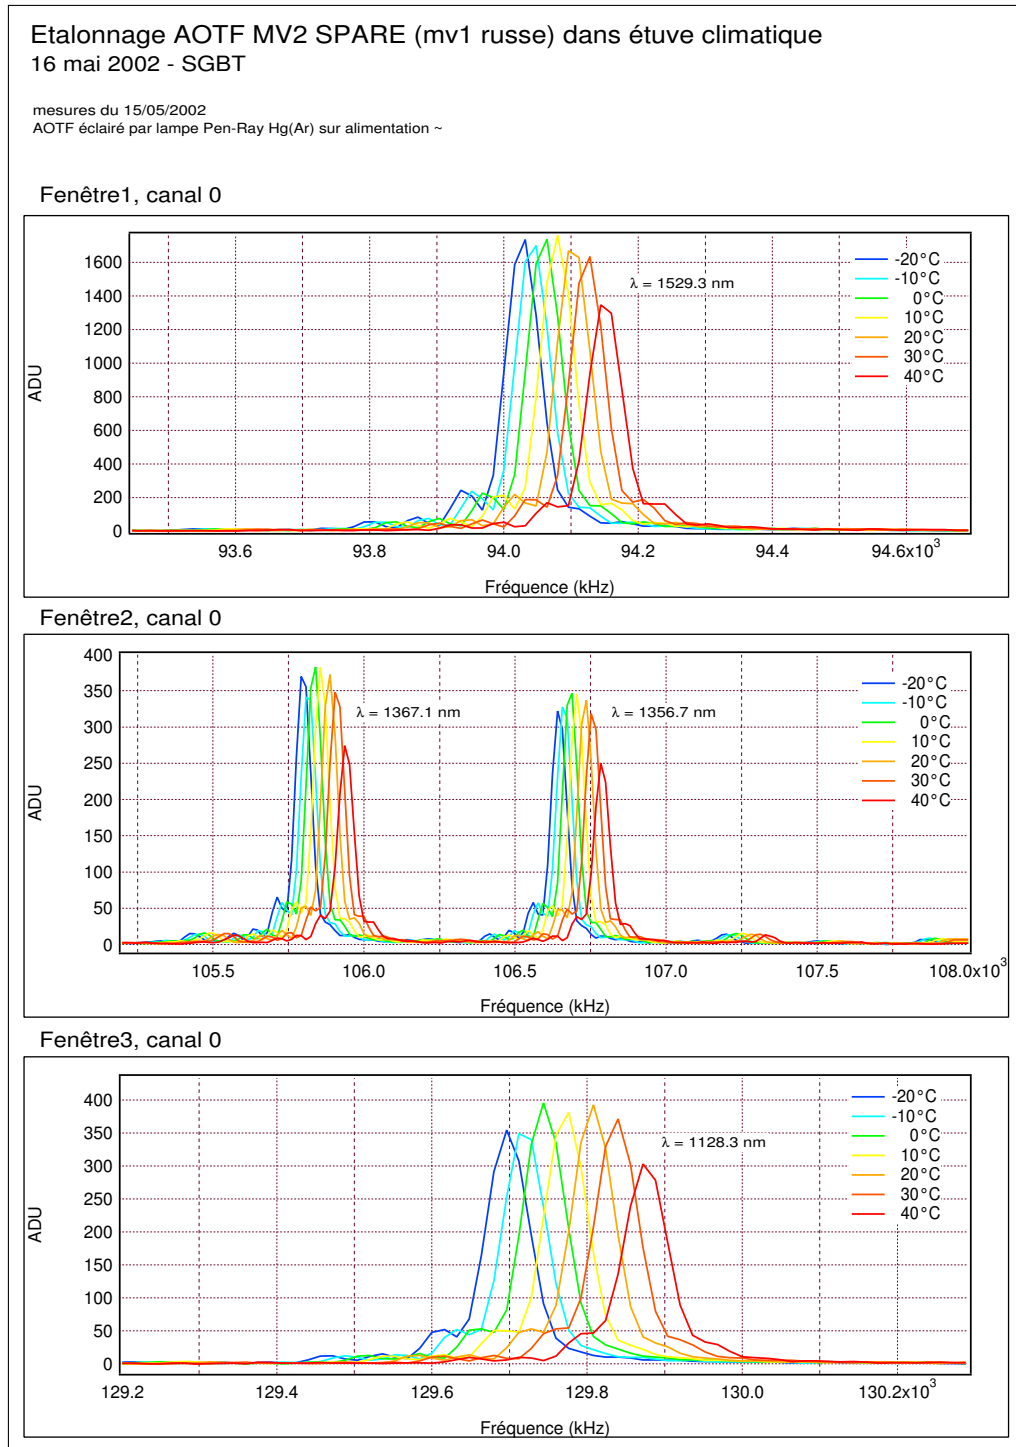 Etalonnage AOTF MV2 SPARE (mv1 russe) dans étuve climatique
16 mai 2002 - SGBT
mesures du 15/05/2002
AOTF éclairé par lampe Pen-Ray Hg(Ar) sur alimentation ~
Fenêtre1, canal 0
ADU
1600
1400
1200
1000
800
600
400
200
0
λ = 1529.3 nm
-20°C
-10°C
0°C
10°C
20°C
30°C
40°C
93.6 93.8 94.0 94.2 94.4 94.6x10³
Fréquence (kHz)
Fenêtre2, canal 0
ADU
400
350
300
250
200
150
100
50
0
λ = 1367.1 nm
λ = 1356.7 nm
-20°C
-10°C
0°C
10°C
20°C
30°C
40°C
105.5 106.0 106.5 107.0 107.5 108.0x10³
Fréquence (kHz)
Fenêtre3, canal 0
ADU
400
350
300
250
200
150
100
50
0
λ = 1128.3 nm
-20°C
-10°C
0°C
10°C
20°C
30°C
40°C
129.2 129.4 129.6 129.8 130.0 130.2x10³
Fréquence (kHz)